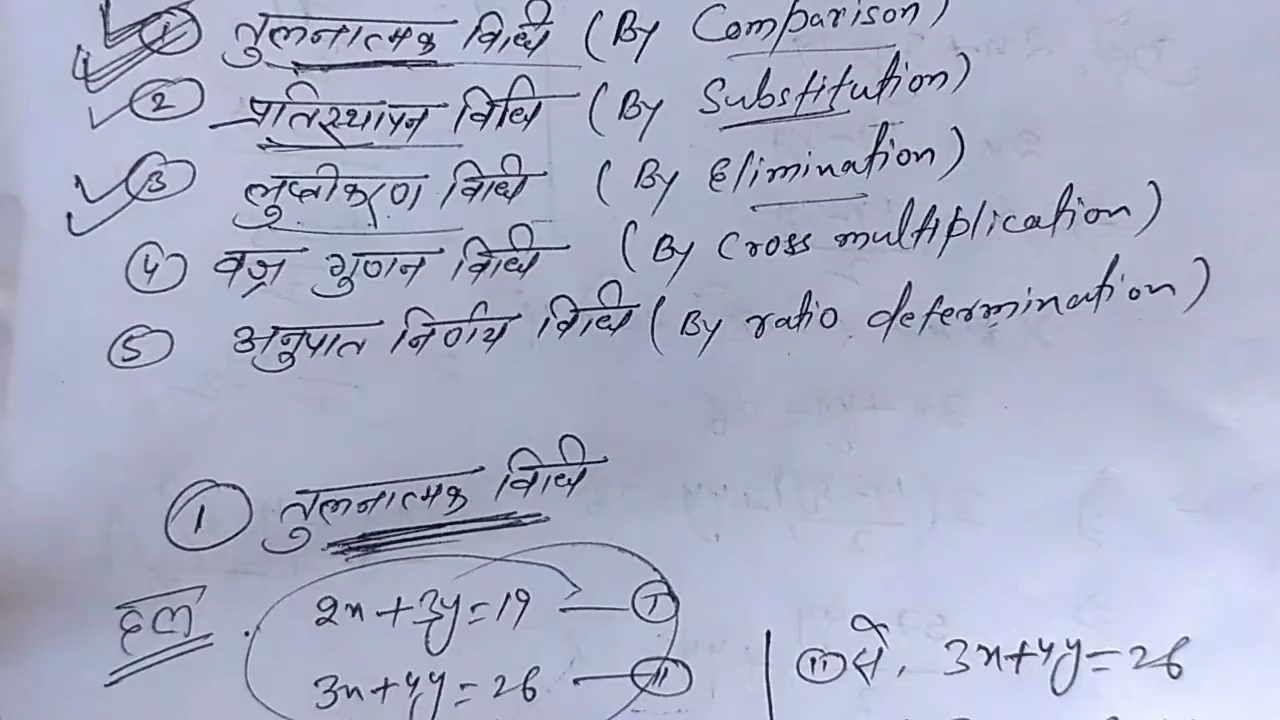 ① तुलनात्मक विधि (By Comparison)
② प्रतिस्थापन विधि (By Substitution)
③ लुप्तीकरण विधि (By Elimination)
④ वज्र गुणन विधि (By Cross multiplication)
⑤ अनुपात निर्णय विधि (By ratio determination)
① तुलनात्मक विधि
हल
2x+3y=19 — Ⓘ
3x+4y=26 — Ⓘⓘ
Ⓘⓘ से, 3x+4y=26